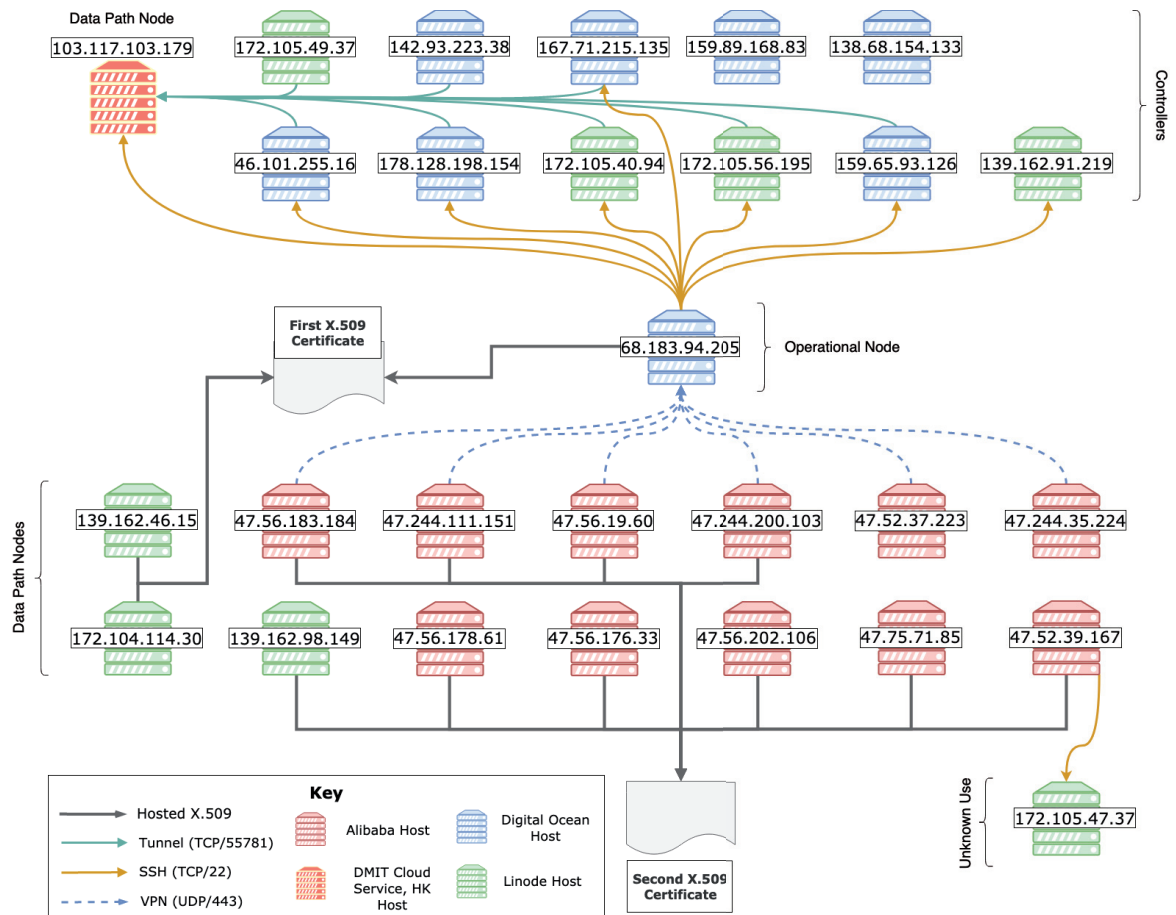 Data Path Node
103.117.103.179
172.105.49.37
142.93.223.38
167.71.215.135
159.89.168.83
138.68.154.133
Controllers
46.101.255.16
178.128.198.154
172.105.40.94
172.105.56.195
159.65.93.126
139.162.91.219
First X.509
Certificate
68.183.94.205
Operational Node
Data Path Nodes
139.162.46.15
47.56.183.184
47.244.111.151
47.56.19.60
47.244.200.103
47.52.37.223
47.244.35.224
172.104.114.30
139.162.98.149
47.56.178.61
47.56.176.33
47.56.202.106
47.75.71.85
47.52.39.167
Key
Hosted X.509
Tunnel (TCP/55781)
SSH (TCP/22)
VPN (UDP/443)
Alibaba Host
Digital Ocean
Host
DMIT Cloud
Service, HK
Host
Linode Host
Second X.509
Certificate
Unknown Use
172.105.47.37